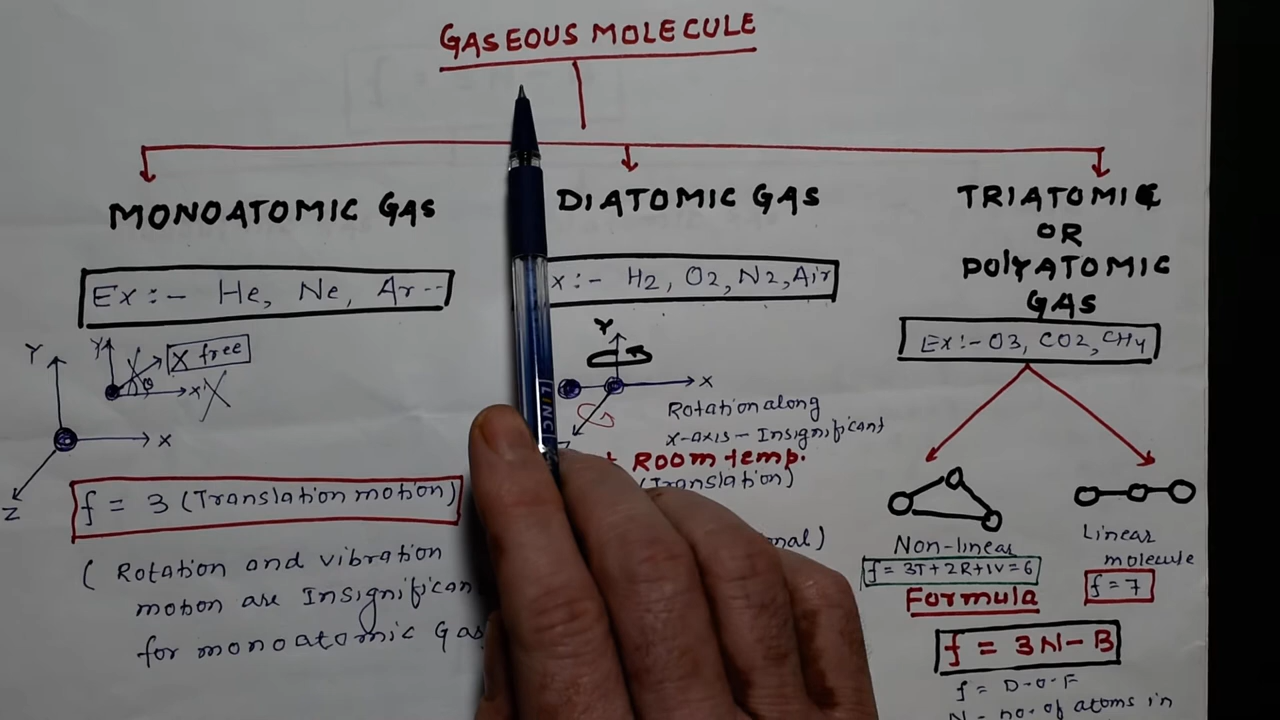 GASEOUS MOLECULE
MONOATOMIC GAS
Ex:- He, Ne, Ar--
Y
X
Z
Y
X free
θ
X
f = 3 (Translation motion)
( Rotation and vibration
motion are Insignifican
for monoatomic Gas
DIATOMIC GAS
x:- H2, O2, N2, Air
Y
X
Rotation along
X-axis - Insignificant
Room temp.
(Translation)
onal)
LINC
TRIATOMIC
OR
POLYATOMIC
GAS
Ex:- O3, CO2, CH4
Non-linear
f = 3T+2R+1V=6
Linear
molecule
f = 7
Formula
f = 3N-B
f = D.O.F
N - no. of atoms in